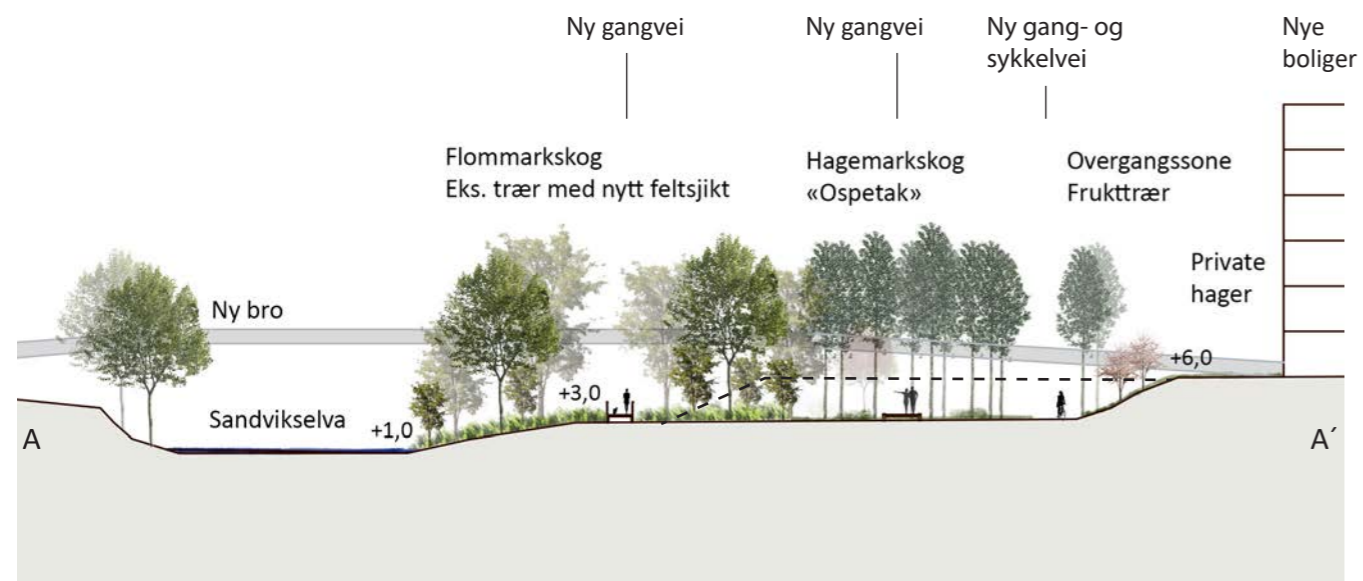 Ny gangvei
Ny gangvei
Ny gang- og
sykkelvei
Nye
boliger
Flommarkskog
Eks. trær med nytt feltsjikt
Hagemarkskog
«Ospetak»
Overgangssone
Frukttrær
Private
hager
Ny bro
+6,0
+3,0
Sandvikselva
+1,0
A
A´